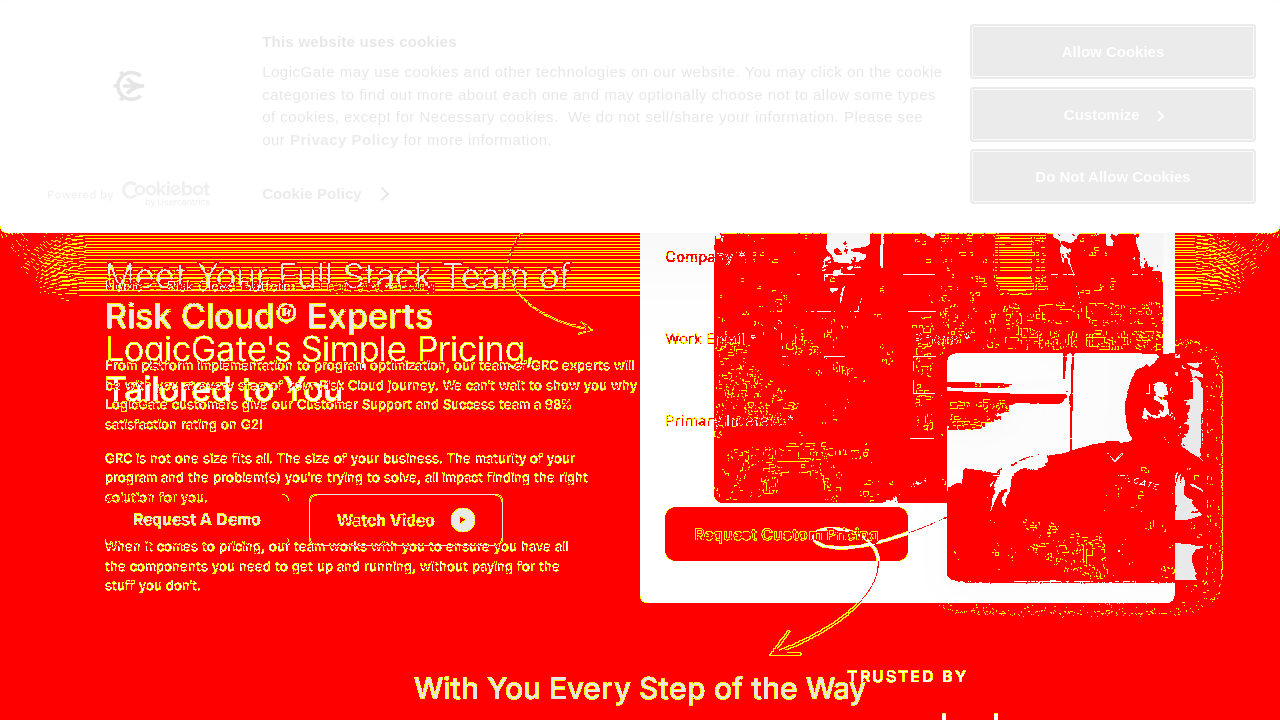 This website uses cookies
LogicGate may use cookies and other technologies on our website. You may click on the cookie
categories to find out more about each one and may optionally choose not to allow some types
of cookies, except for Necessary cookies.  We do not sell/share your information. Please see
our Privacy Policy for more information.
Cookie Policy
Powered by Cookiebot
by Usercentrics
Allow Cookies
Customize
Do Not Allow Cookies
Meet Your Full Stack Team of
Risk Cloud® Experts
LogicGate's Simple Pricing,
Tailored to You
From platform implementation to program optimization, our team of GRC experts will
be with you every step of your Risk Cloud journey. We can't wait to show you why
LogicGate customers give our Customer Support and Success team a 98%
satisfaction rating on G2!
GRC is not one size fits all. The size of your business. The maturity of your
program and the problem(s) you're trying to solve, all impact finding the right
solution for you.
Request A Demo
Watch Video
When it comes to pricing, our team works with you to ensure you have all
the components you need to get up and running, without paying for the
stuff you don't.
Company
Work Email
Primary
Request Custom Pricing
With You Every Step of the Way
TRUSTED BY